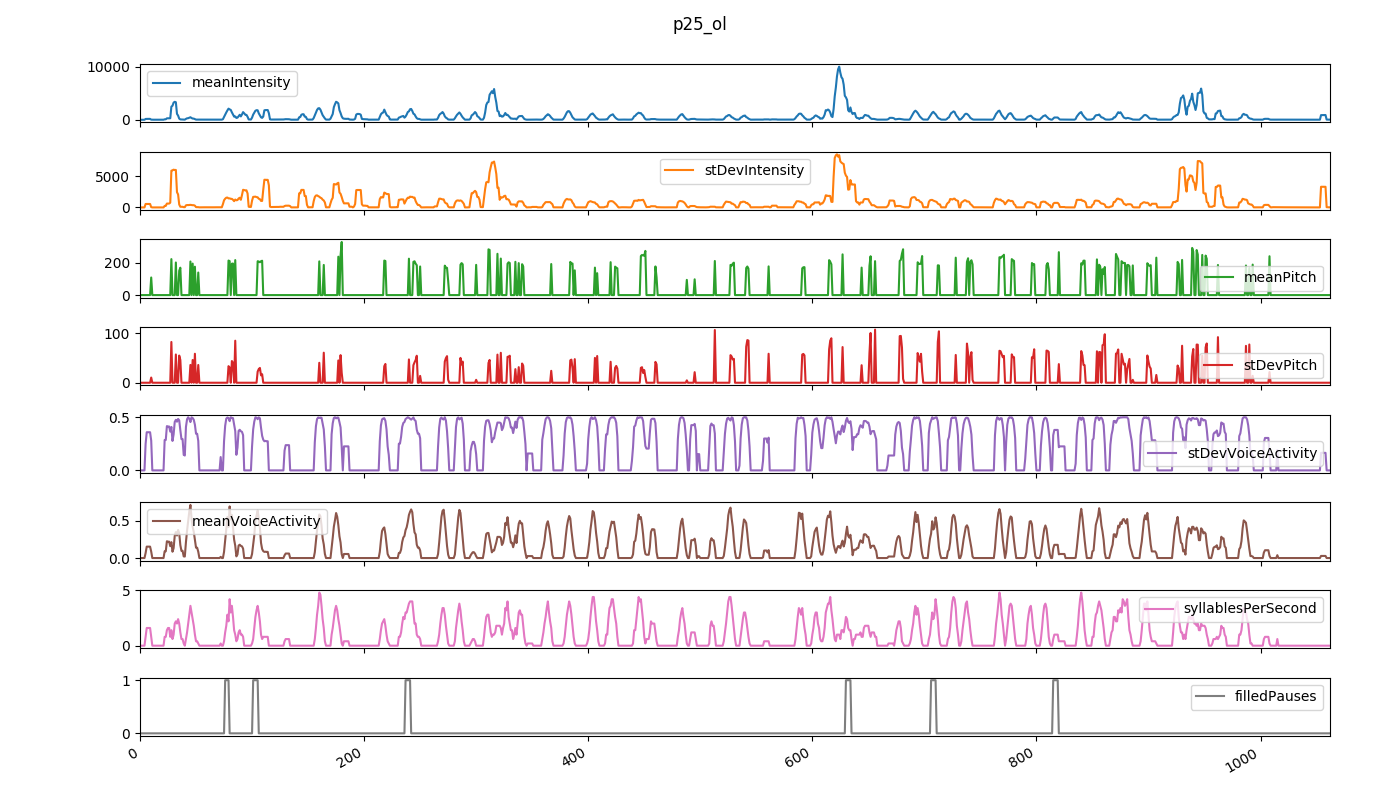 p25_ol
10000
0
meanIntensity
5000
0
stDevIntensity
200
0
meanPitch
100
0
stDevPitch
0.5
0.0
stDevVoiceActivity
0.5
0.0
meanVoiceActivity
5
0
syllablesPerSecond
1
0
filledPauses
0 200 400 600 800 1000